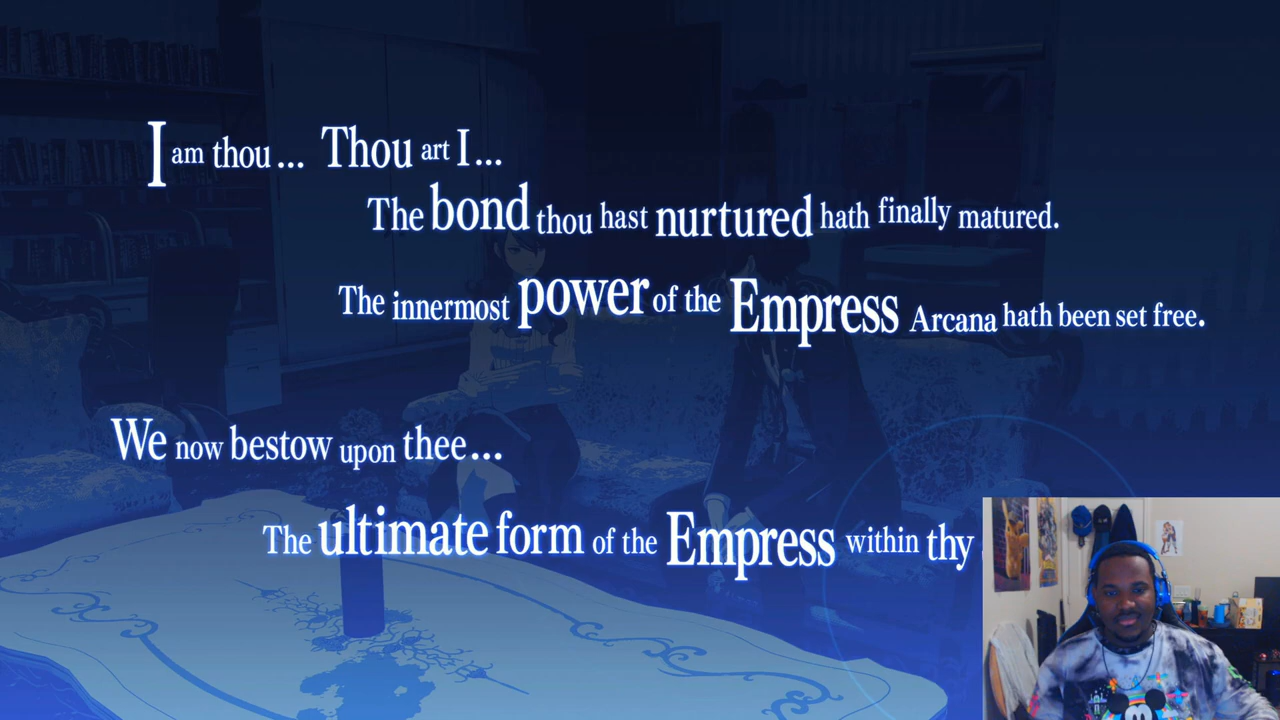 I am thou... Thou art I...
The bond thou hast nurtured hath finally matured.
The innermost power of the Empress Arcana hath been set free.
We now bestow upon thee...
The ultimate form of the Empress within thy